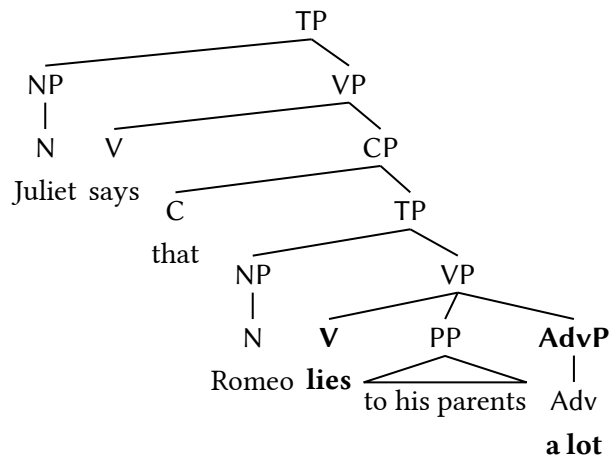 TP
NP VP
N V CP
Juliet says
C TP
that
NP VP
N V PP AdvP
Romeo lies
to his parents Adv
a lot